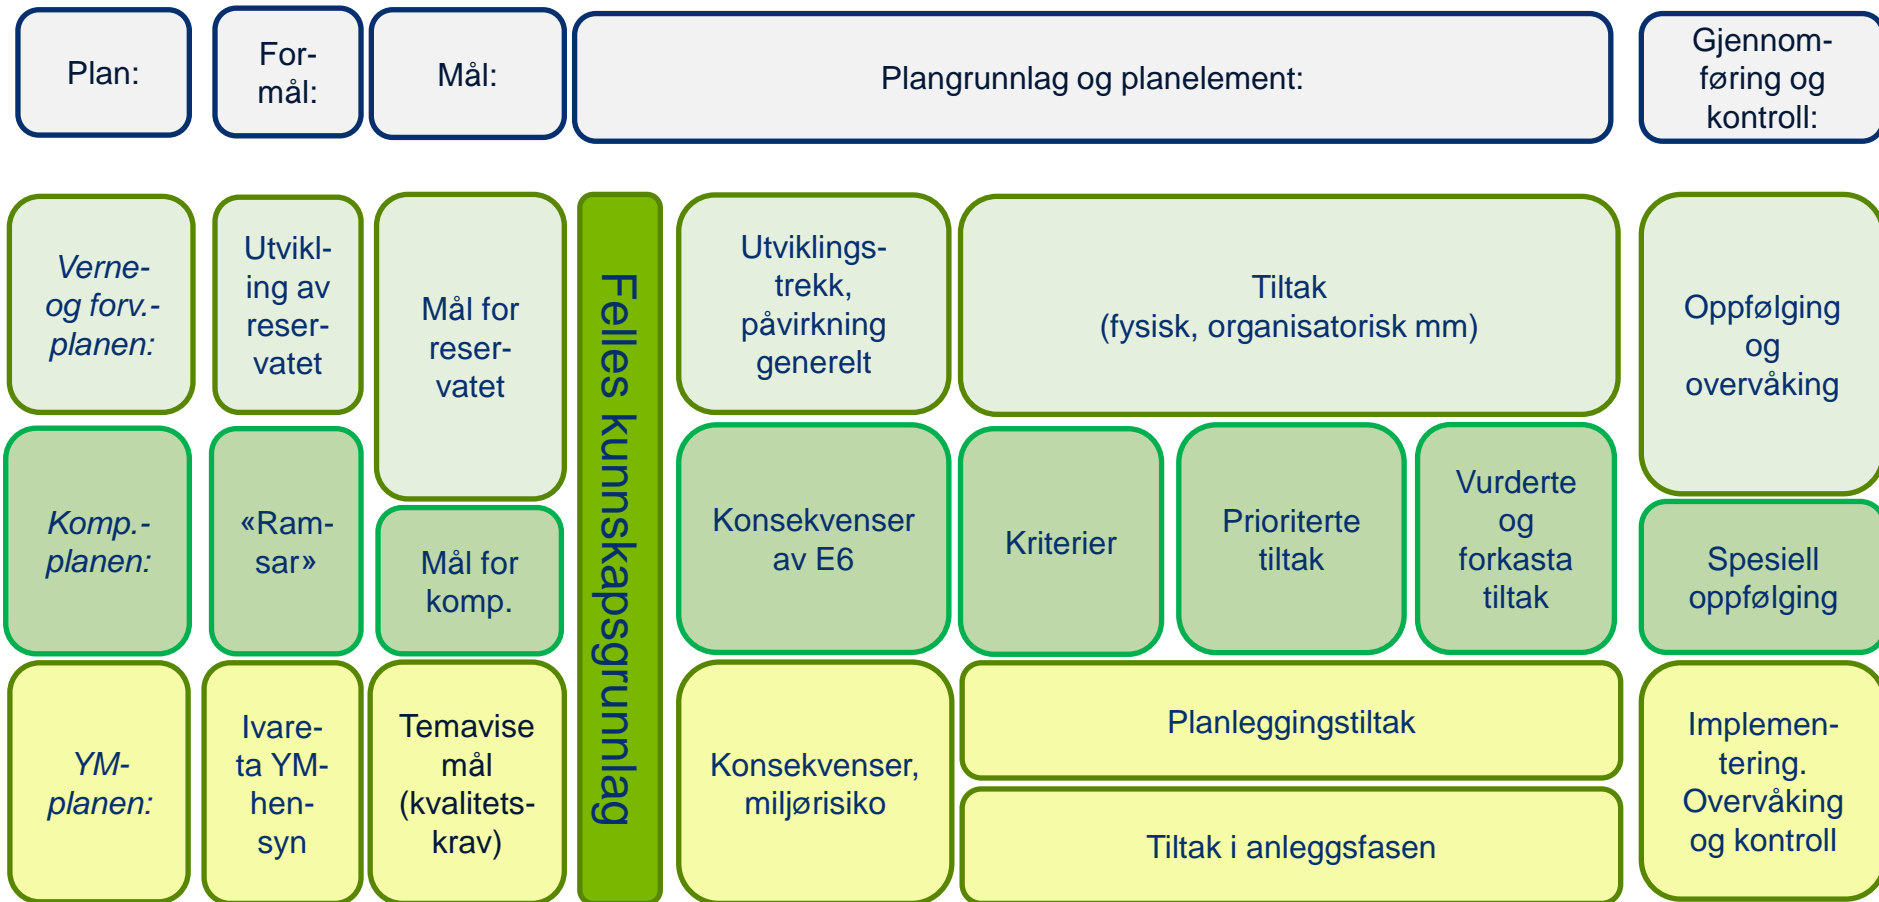 Plan:
For-
mål:
Mål:
Plangrunnlag og planelement:
Gjennom-
føring og
kontroll:
Verne-
og forv.-
planen:
Utvikl-
ing av
reser-
vatet
Mål for
reser-
vatet
Felles kunnskapsgrunnlag
Utviklings-
trekk,
påvirkning
generelt
Tiltak
(fysisk, organisatorisk mm)
Oppfølging
og
overvåking
Komp.-
planen:
«Ram-
sar»
Mål for
komp.
Konsekvenser
av E6
Kriterier
Prioriterte
tiltak
Vurderte
og
forkasta
tiltak
Spesiell
oppfølging
YM-
planen:
Ivare-
ta YM-
hen-
syn
Temavise
mål
(kvalitets-
krav)
Konsekvenser,
miljørisiko
Planleggingstiltak
Tiltak i anleggsfasen
Implemen-
tering.
Overvåking
og kontroll